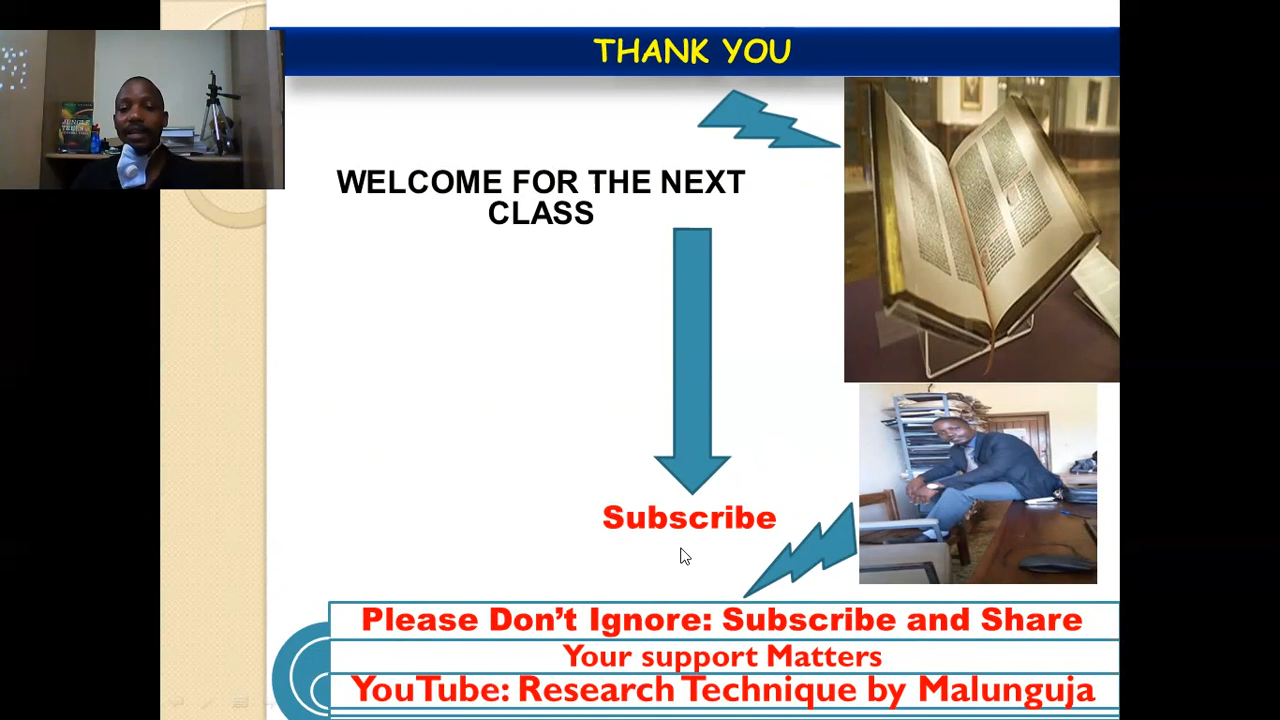 THANK YOU
WELCOME FOR THE NEXT
CLASS
Subscribe
Please Don't Ignore: Subscribe and Share
Your support Matters
YouTube: Research Technique by Malunguja